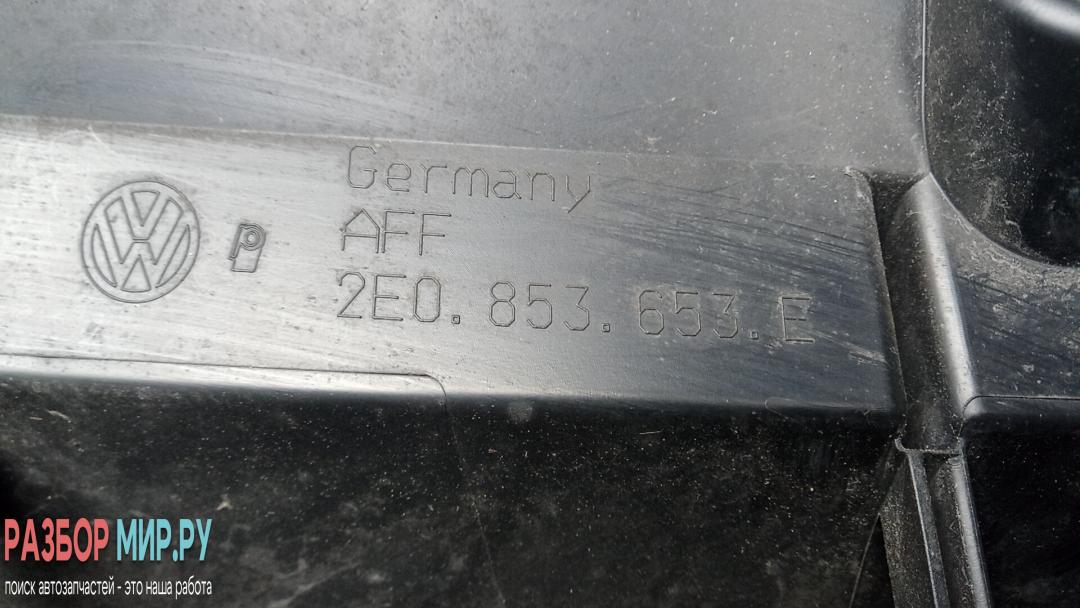 Germany
AFF
2E0.853.653.E
РАЗБОР МИР.РУ
поиск автозапчастей - это наша работа